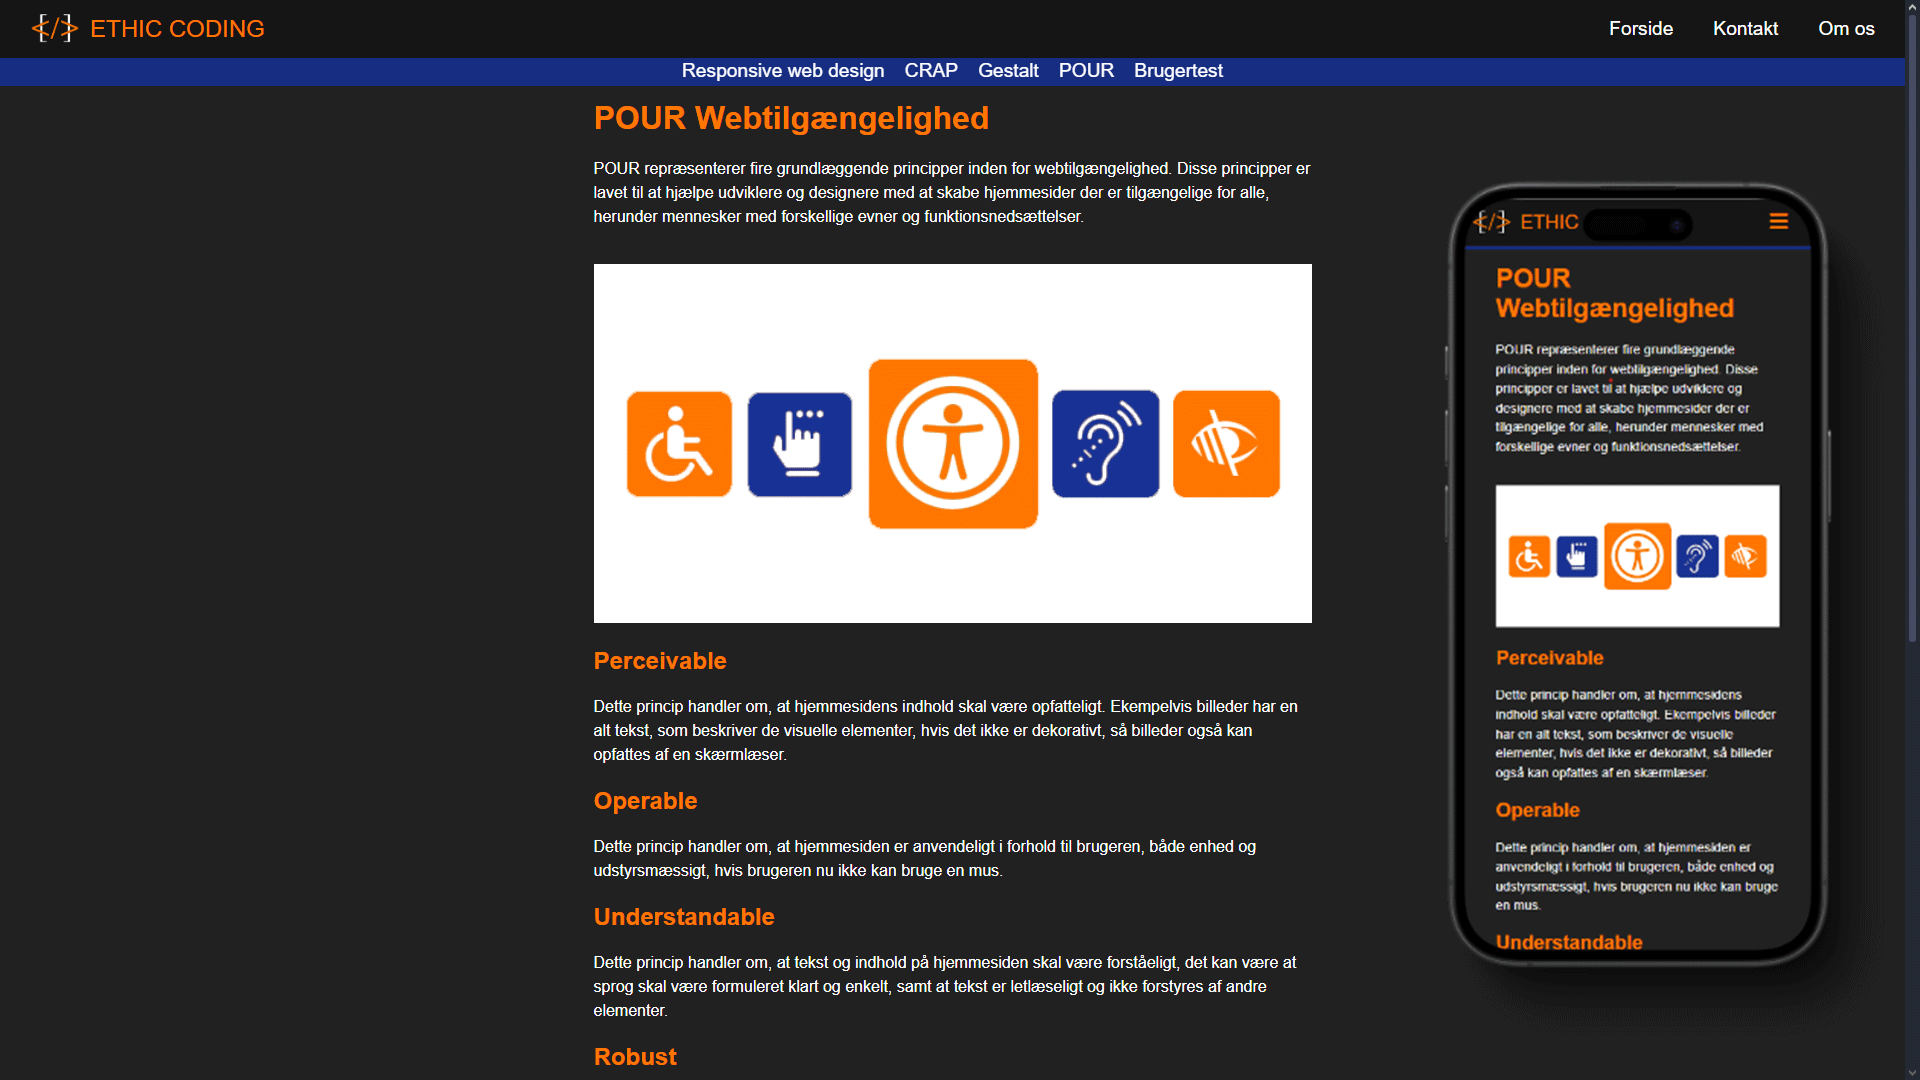 ETHIC CODING
Forside Kontakt Om os
Responsive web design CRAP Gestalt POUR Brugertest
POUR Webtilgængelighed
POUR repræsenterer fire grundlæggende principper inden for webtilgængelighed. Disse principper er
lavet til at hjælpe udviklere og designere med at skabe hjemmesider der er tilgængelige for alle,
herunder mennesker med forskellige evner og funktionsnedsættelser.
Perceivable
Dette princip handler om, at hjemmesidens indhold skal være opfatteligt. Ekempelvis billeder har en
alt tekst, som beskriver de visuelle elementer, hvis det ikke er dekorativt, så billeder også kan
opfattes af en skærmlæser.
Operable
Dette princip handler om, at hjemmesiden er anvendeligt i forhold til brugeren, både enhed og
udstyrsmæssigt, hvis brugeren nu ikke kan bruge en mus.
Understandable
Dette princip handler om, at tekst og indhold på hjemmesiden skal være forståeligt, det kan være at
sprog skal være formuleret klart og enkelt, samt at tekst er letlæseligt og ikke forstyres af andre
elementer.
Robust
ETHIC
POUR
Webtilgængelighed
POUR repræsenterer fire grundlæggende
principper inden for webtilgængelighed. Disse
principper er lavet til at hjælpe udviklere og
designere med at skabe hjemmesider der er
tilgængelige for alle, herunder mennesker med
forskellige evner og funktionsnedsættelser.
Perceivable
Dette princip handler om, at hjemmesidens
indhold skal være opfatteligt. Ekempelvis billeder
har en alt tekst, som beskriver de visuelle
elementer, hvis det ikke er dekorativt, så billeder
også kan opfattes af en skærmlæser.
Operable
Dette princip handler om, at hjemmesiden er
anvendeligt i forhold til brugeren, både enhed og
udstyrsmæssigt, hvis brugeren nu ikke kan bruge
en mus.
Understandable